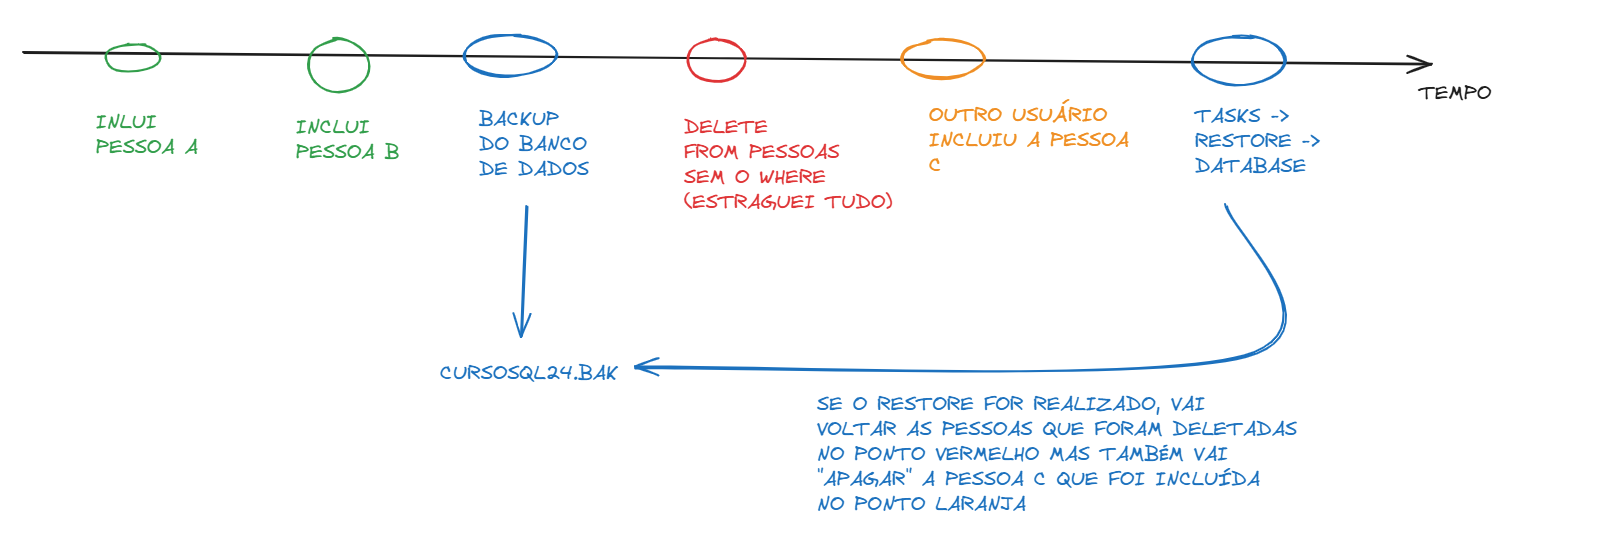 INLUI
PESSOA A
INCLUI
PESSOA B
BACKUP
DO BANCO
DE DADOS
DELETE
FROM PESSOAS
SEM O WHERE
(ESTRAGUEI TUDO)
OUTRO USUÁRIO
INCLUIU A PESSOA
C
TASKS ->
RESTORE ->
DATABASE
TEMPO
CURSOSQL24.BAK
SE O RESTORE FOR REALIZADO, VAI
VOLTAR AS PESSOAS QUE FORAM DELETADAS
NO PONTO VERMELHO MAS TAMBÉM VAI
"APAGAR" A PESSOA C QUE FOI INCLUÍDA
NO PONTO LARANJA